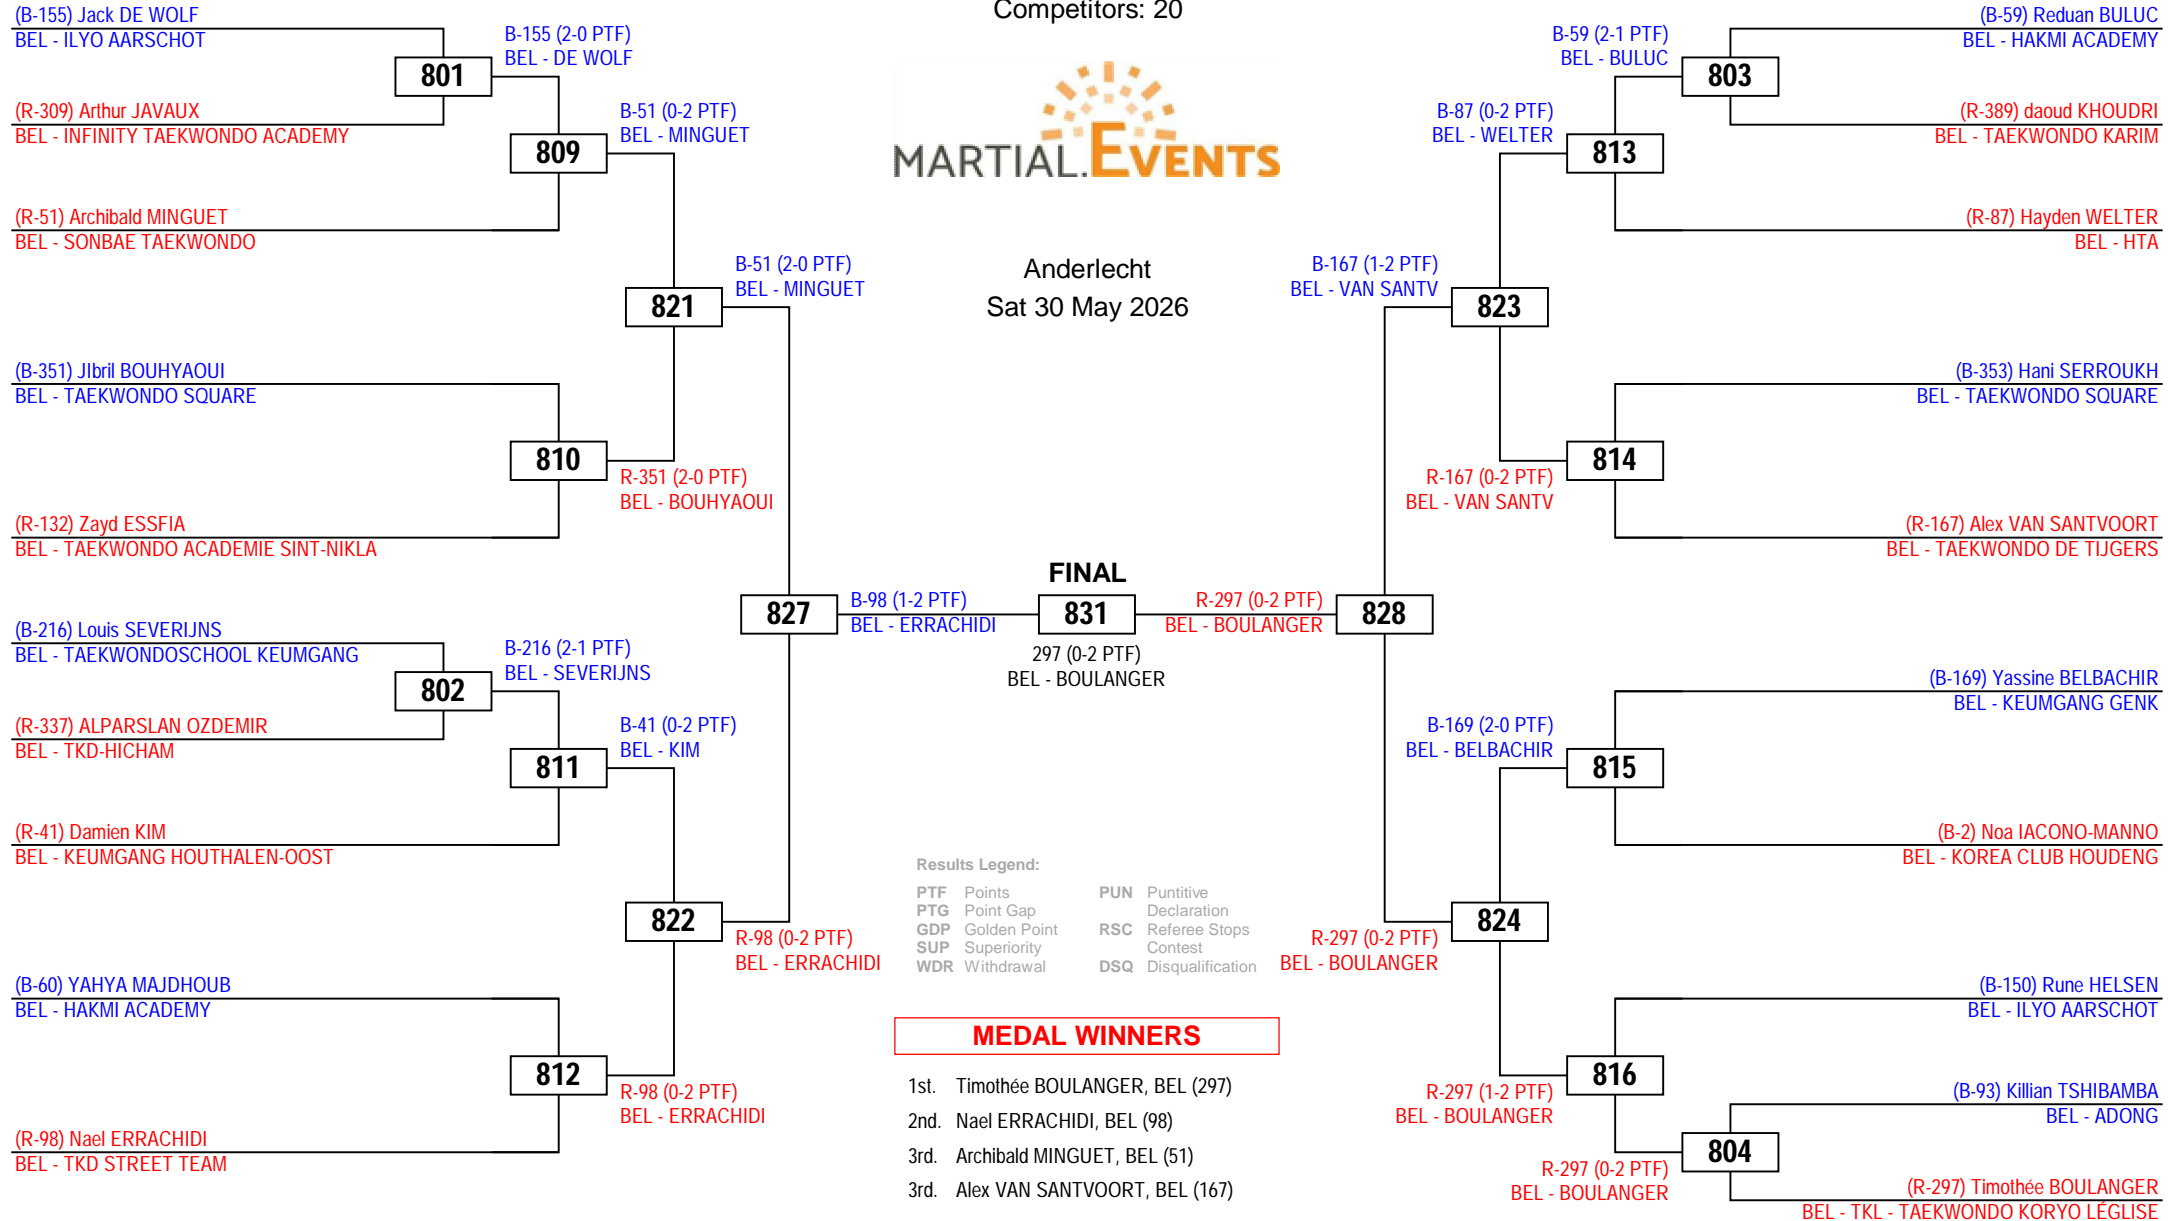 Competitors: 20
MARTIAL.EVENTS
Anderlecht
Sat 30 May 2026
(B-155) Jack DE WOLF
BEL - ILYO AARSCHOT
801
(R-309) Arthur JAVAUX
BEL - INFINITY TAEKWONDO ACADEMY
B-155 (2-0 PTF)
BEL - DE WOLF
809
(R-51) Archibald MINGUET
BEL - SONBAE TAEKWONDO
B-51 (0-2 PTF)
BEL - MINGUET
821
(B-351) JIbril BOUHYAOUI
BEL - TAEKWONDO SQUARE
810
(R-132) Zayd ESSFIA
BEL - TAEKWONDO ACADEMIE SINT-NIKLA
R-351 (2-0 PTF)
BEL - BOUHYAOUI
B-51 (2-0 PTF)
BEL - MINGUET
827
(B-216) Louis SEVERIJNS
BEL - TAEKWONDOSCHOOL KEUMGANG
802
(R-337) ALPARSLAN OZDEMIR
BEL - TKD-HICHAM
B-216 (2-1 PTF)
BEL - SEVERIJNS
811
(R-41) Damien KIM
BEL - KEUMGANG HOUTHALEN-OOST
B-41 (0-2 PTF)
BEL - KIM
822
(B-60) YAHYA MAJDHOUB
BEL - HAKMI ACADEMY
812
(R-98) Nael ERRACHIDI
BEL - TKD STREET TEAM
R-98 (0-2 PTF)
BEL - ERRACHIDI
R-98 (0-2 PTF)
BEL - ERRACHIDI
B-98 (1-2 PTF)
BEL - ERRACHIDI
FINAL
831
297 (0-2 PTF)
BEL - BOULANGER
R-297 (0-2 PTF)
BEL - BOULANGER
828
(B-59) Reduan BULUC
BEL - HAKMI ACADEMY
803
(R-389) daoud KHOUDRI
BEL - TAEKWONDO KARIM
B-59 (2-1 PTF)
BEL - BULUC
813
(R-87) Hayden WELTER
BEL - HTA
B-87 (0-2 PTF)
BEL - WELTER
823
(B-353) Hani SERROUKH
BEL - TAEKWONDO SQUARE
814
(R-167) Alex VAN SANTVOORT
BEL - TAEKWONDO DE TIJGERS
R-167 (0-2 PTF)
BEL - VAN SANTV
B-167 (1-2 PTF)
BEL - VAN SANTV
(B-169) Yassine BELBACHIR
BEL - KEUMGANG GENK
815
(B-2) Noa IACONO-MANNO
BEL - KOREA CLUB HOUDENG
B-169 (2-0 PTF)
BEL - BELBACHIR
824
R-297 (0-2 PTF)
BEL - BOULANGER
(B-150) Rune HELSEN
BEL - ILYO AARSCHOT
816
R-297 (1-2 PTF)
BEL - BOULANGER
(B-93) Killian TSHIBAMBA
BEL - ADONG
804
R-297 (0-2 PTF)
BEL - BOULANGER
(R-297) Timothée BOULANGER
BEL - TKL - TAEKWONDO KORYO LÉGLISE
Results Legend:
PTF Points
PTG Point Gap
GDP Golden Point
SUP Superiority
WDR Withdrawal
PUN Puntitive
Declaration
RSC Referee Stops
Contest
DSQ Disqualification
MEDAL WINNERS
1st. Timothée BOULANGER, BEL (297)
2nd. Nael ERRACHIDI, BEL (98)
3rd. Archibald MINGUET, BEL (51)
3rd. Alex VAN SANTVOORT, BEL (167)